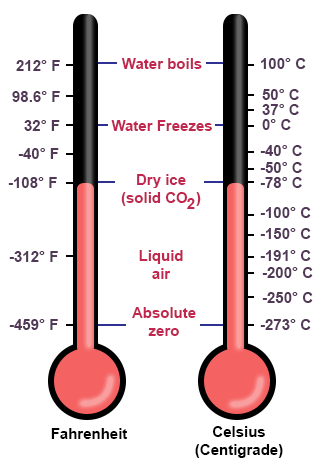 212° F
Water boils
100° C
98.6° F
50° C
37° C
32° F
Water Freezes
0° C
-40° F
-40° C
-50° C
-108° F
Dry ice
(solid CO2)
-78° C
-100° C
-150° C
-312° F
Liquid
air
-191° C
-200° C
-250° C
-459° F
Absolute
zero
-273° C
Fahrenheit
Celsius
(Centigrade)